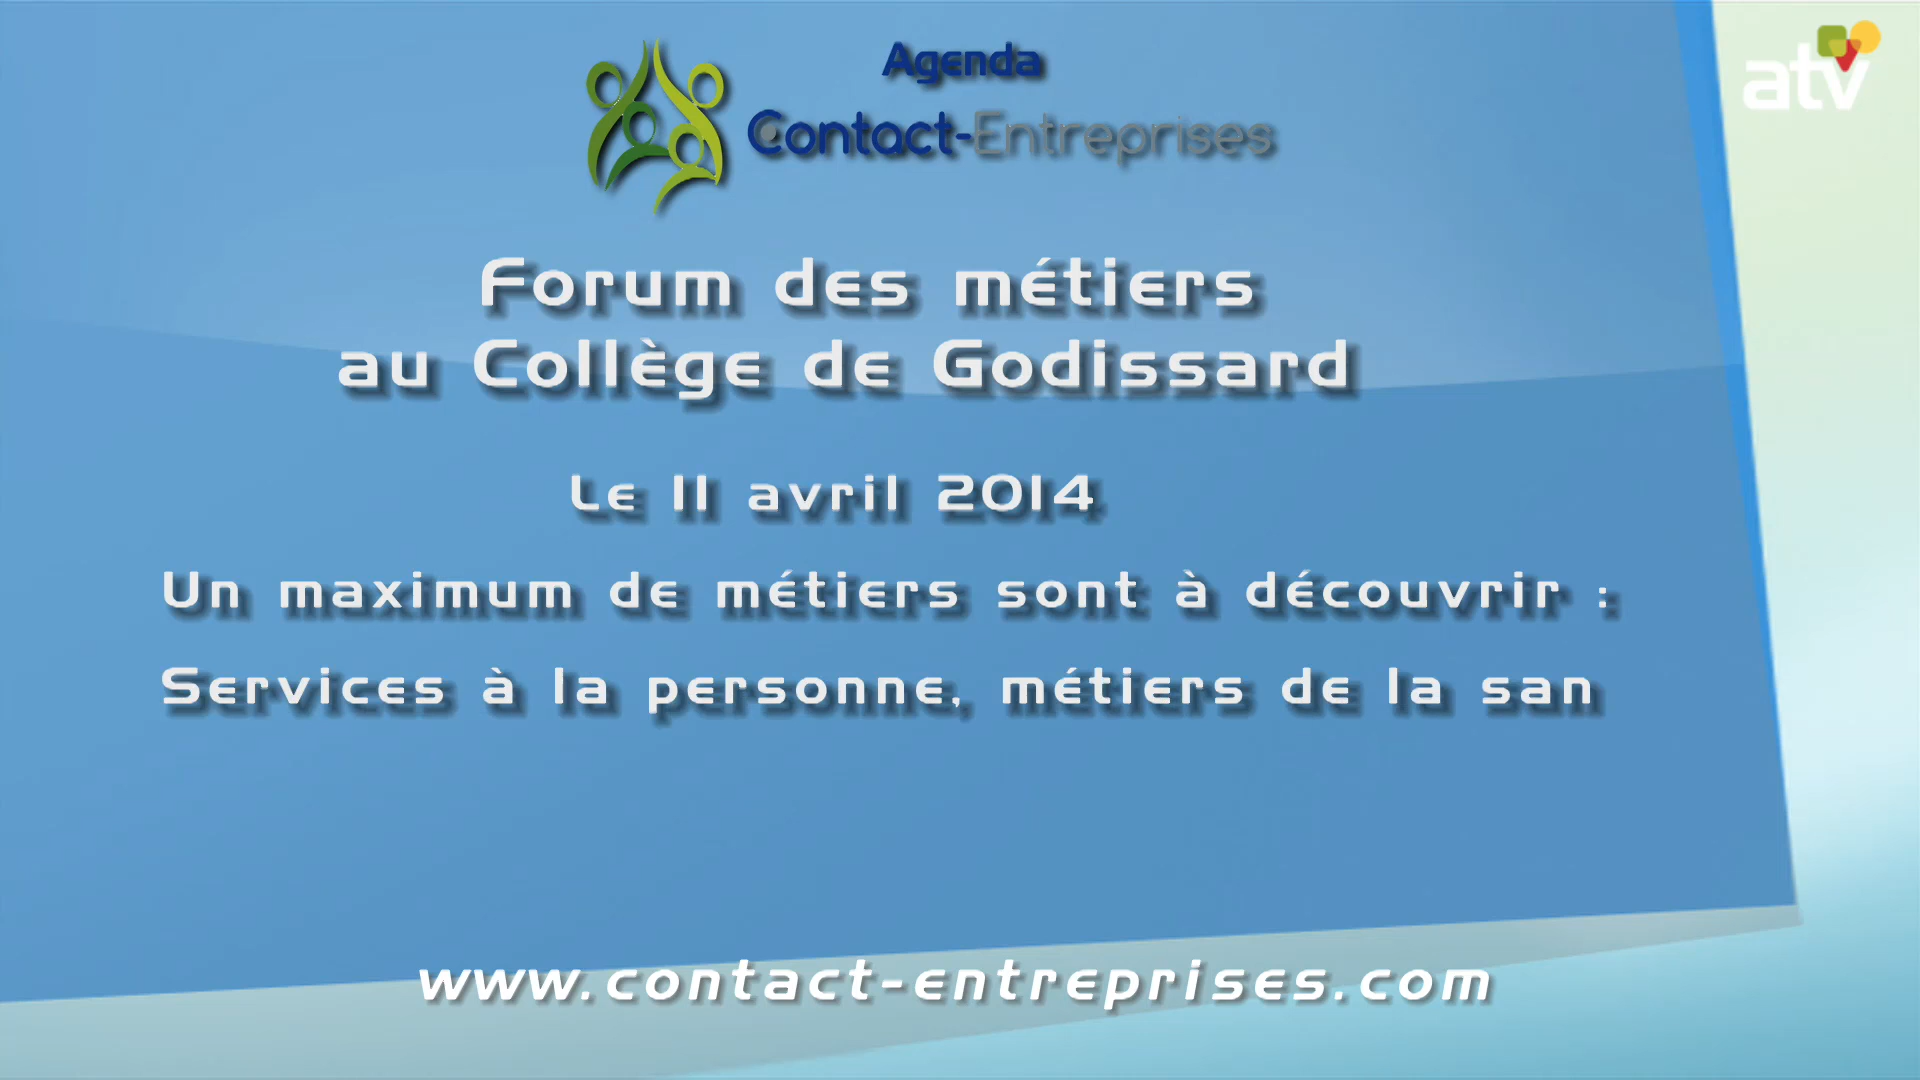 Agenda
Contact-Entreprises
atv
Forum des métiers
au Collège de Godissard
Le 11 avril 2014
Un maximum de métiers sont à découvrir :
Services à la personne, métiers de la san
www.contact-entreprises.com